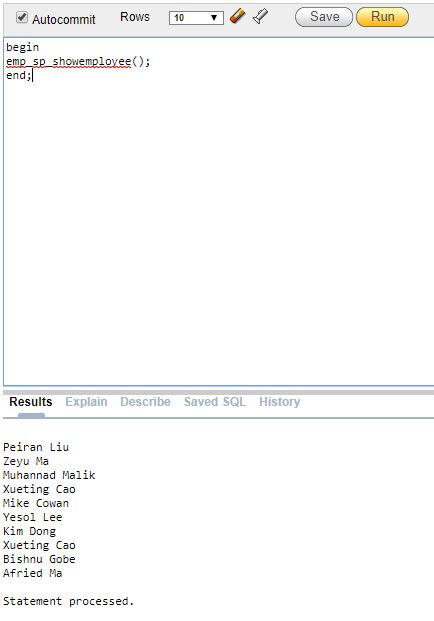 Autocommit Rows 10 Save Run
begin
emp_sp_showemployee();
end;
Results Explain Describe Saved SQL History
Peiran Liu
Zeyu Ma
Muhannad Malik
Xueting Cao
Mike Cowan
Yesol Lee
Kim Dong
Xueting Cao
Bishnu Gobe
Afried Ma
Statement processed.